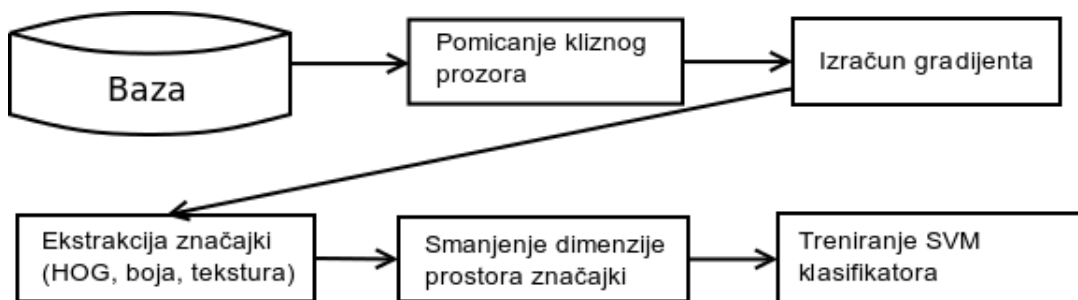 Baza
Pomicanje kliznog
prozora
Izračun gradijenta
Ekstrakcija značajki
(HOG, boja, tekstura)
Smanjenje dimenzije
prostora značajki
Treniranje SVM
klasifikatora